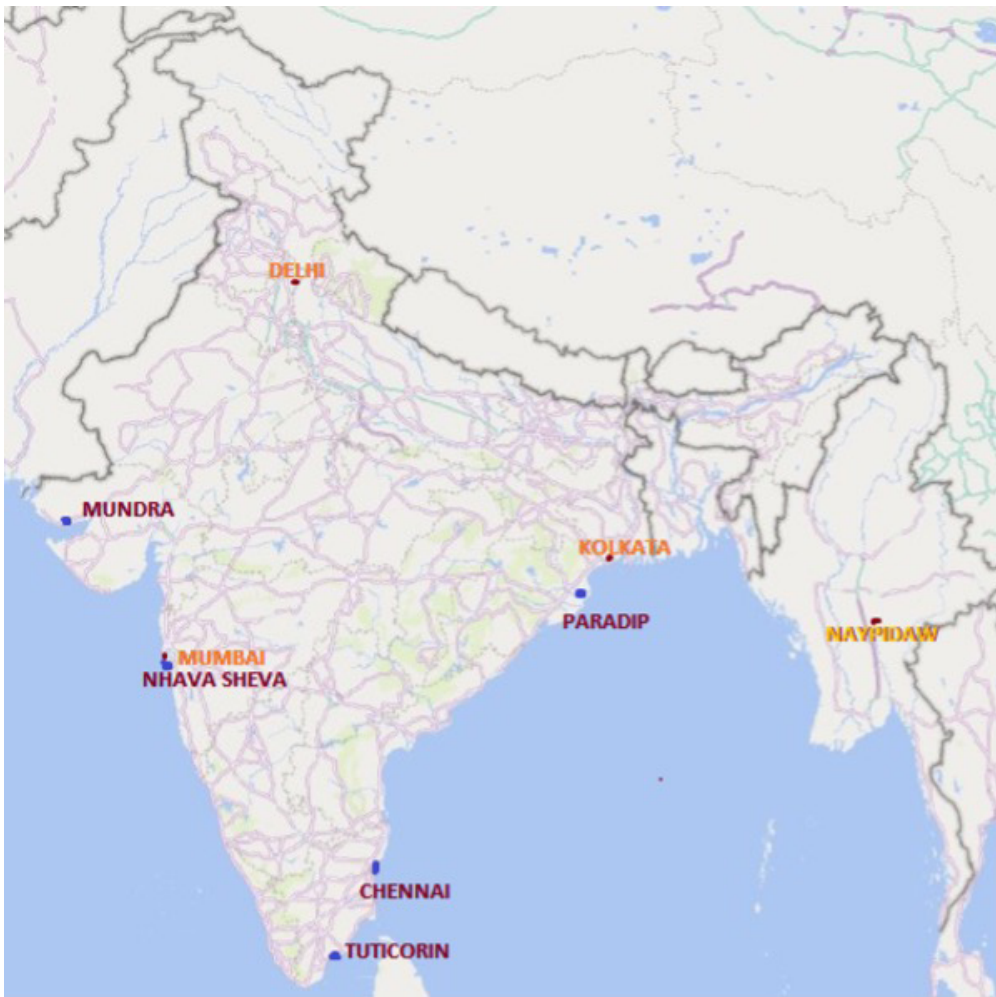 DELHI
MUNDRA
KOLKATA
PARADIP
NAYPIDAW
MUMBAI
NHAVA SHEVA
CHENNAI
TUTICORIN